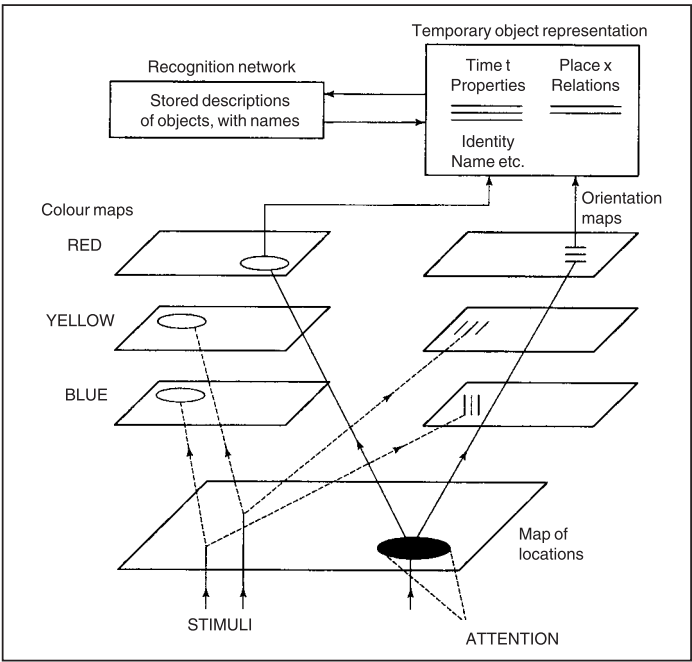 Temporary object representation
Recognition network
Stored descriptions
of objects, with names
Time t
Properties
Place x
Relations
Identity
Name etc.
Colour maps
Orientation
maps
RED
YELLOW
BLUE
Map of
locations
STIMULI
ATTENTION